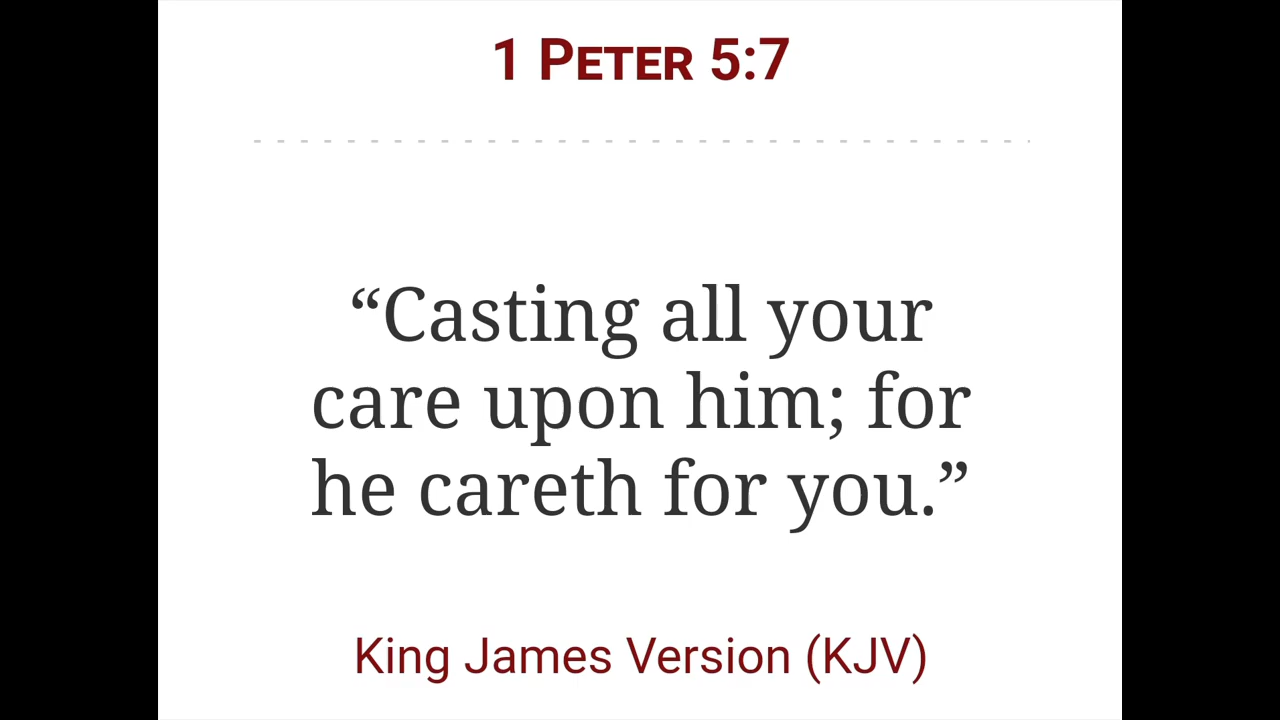 1 Peter 5:7
“Casting all your
care upon him; for
he careth for you.”
King James Version (KJV)